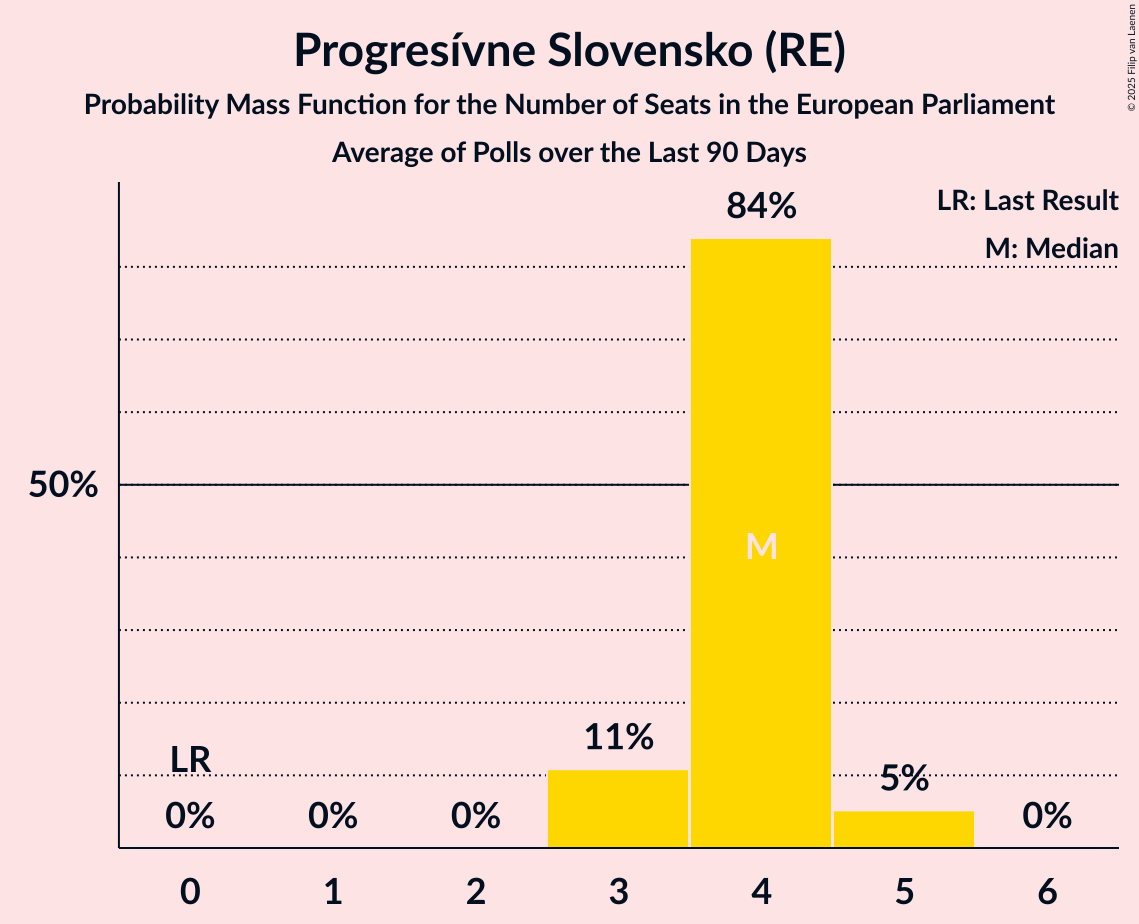 Progresívne Slovensko (RE)
Probability Mass Function for the Number of Seats in the European Parliament
Average of Polls over the Last 90 Days
© 2025 Filip van Laenen
LR: Last Result
M: Median
84%
50%
M
11%
LR
5%
0%
0%
0%
0%
0 1 2 3 4 5 6